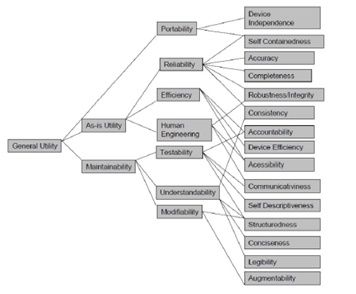 Portability
Device
Independence
Self Containedness
Reliability
Accuracy
Completeness
Efficiency
Robustness/Integrity
As-is Utility
Human
Engineering
Consistency
General Utility
Accountability
Testability
Device Efficiency
Maintainability
Acessibility
Communicativiness
Understandability
Self Descriptiveness
Modifiability
Structuredness
Conciseness
Legibility
Augmentability